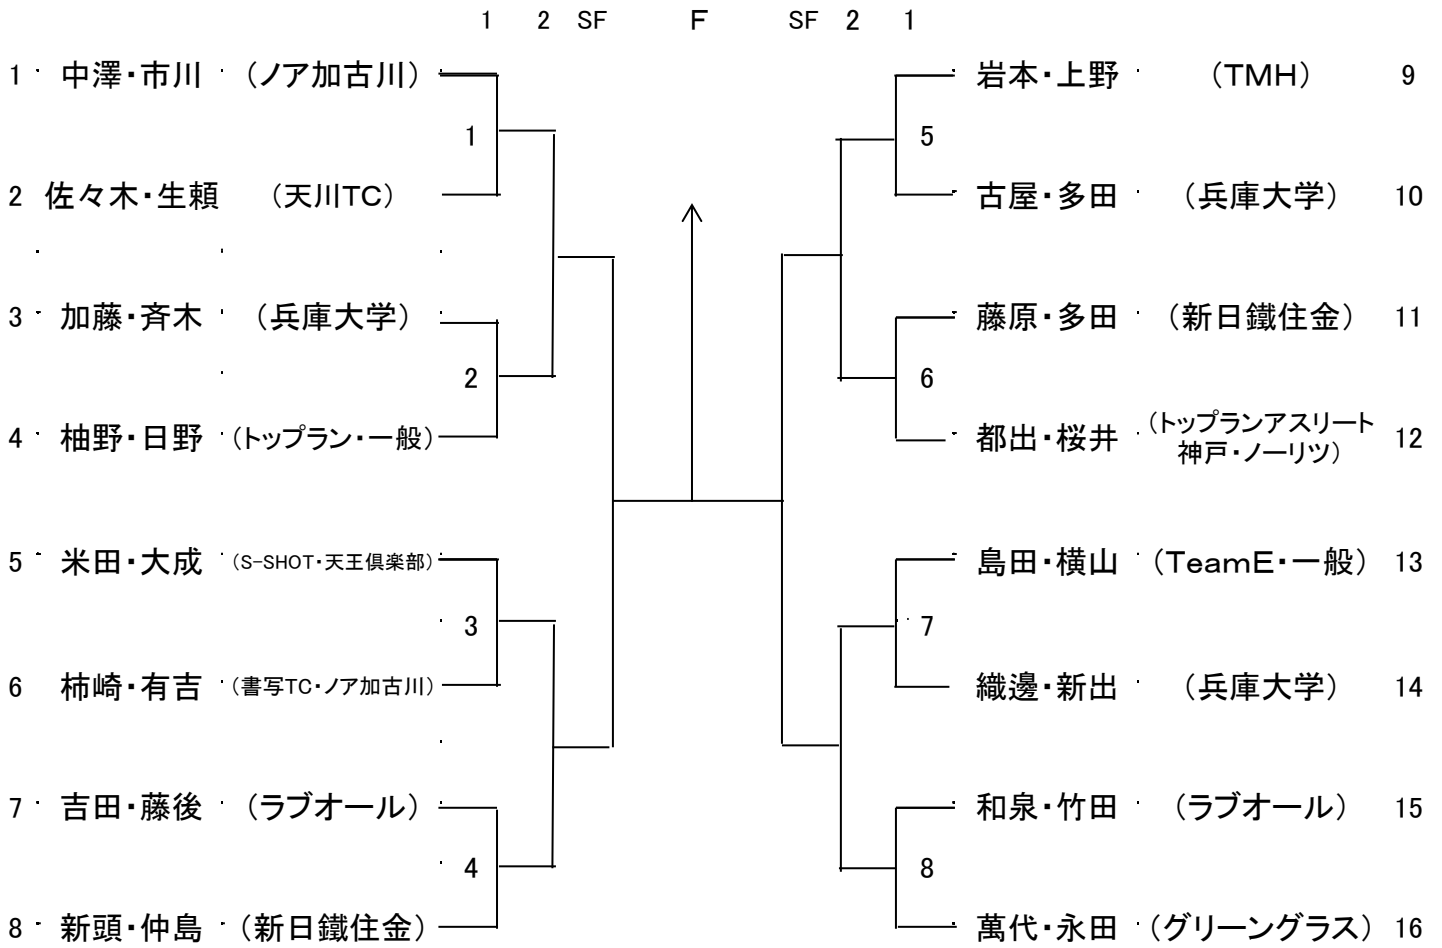 1 2 SF F SF 2 1
1 中澤・市川 (ノア加古川) 岩本・上野 (TMH) 9
1 5
2 佐々木・生頼 (天川TC) 古屋・多田 (兵庫大学) 10
3 加藤・斉木 (兵庫大学) 藤原・多田 (新日鐵住金) 11
2 6
4 柚野・日野 (トップラン・一般) 都出・桜井 (トップランアスリート
神戸・ノーリツ) 12
5 米田・大成 (S-SHOT・天王倶楽部) 島田・横山 (TeamE・一般) 13
3 7
6 柿崎・有吉 (書写TC・ノア加古川) 織邊・新出 (兵庫大学) 14
7 吉田・藤後 (ラブオール) 和泉・竹田 (ラブオール) 15
4 8
8 新頭・仲島 (新日鐵住金) 萬代・永田 (グリーングラス) 16